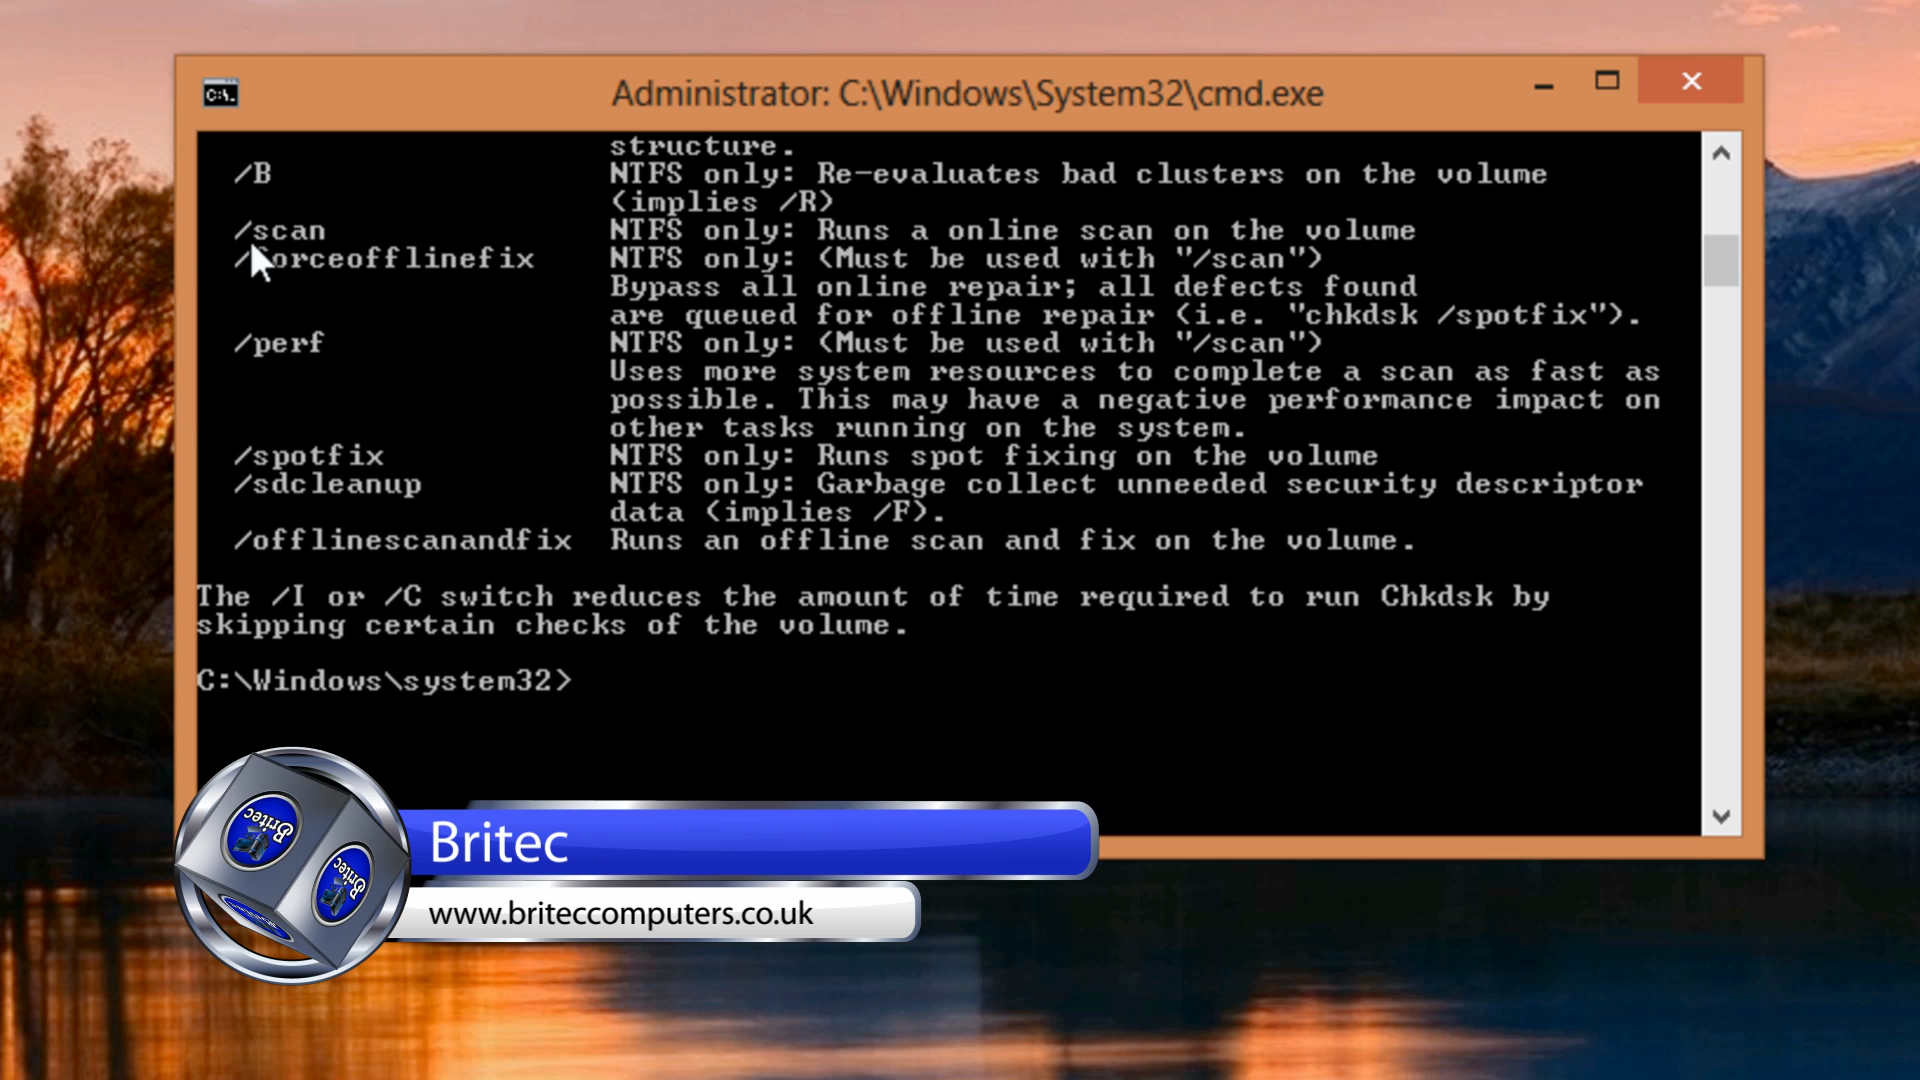 C:\.
Administrator: C:\Windows\System32\cmd.exe
structure.
/B NTFS only: Re-evaluates bad clusters on the volume
(implies /R)
/scan NTFS only: Runs a online scan on the volume
/forceofflinefix NTFS only: (Must be used with "/scan")
Bypass all online repair; all defects found
are queued for offline repair (i.e. "chkdsk /spotfix").
/perf NTFS only: (Must be used with "/scan")
Uses more system resources to complete a scan as fast as
possible. This may have a negative performance impact on
other tasks running on the system.
/spotfix NTFS only: Runs spot fixing on the volume
/sdcleanup NTFS only: Garbage collect unneeded security descriptor
data (implies /F).
/offlinescanandfix Runs an offline scan and fix on the volume.
The /I or /C switch reduces the amount of time required to run Chkdsk by
skipping certain checks of the volume.
C:\Windows\system32>
Britec
Britec
Britec
www.briteccomputers.co.uk